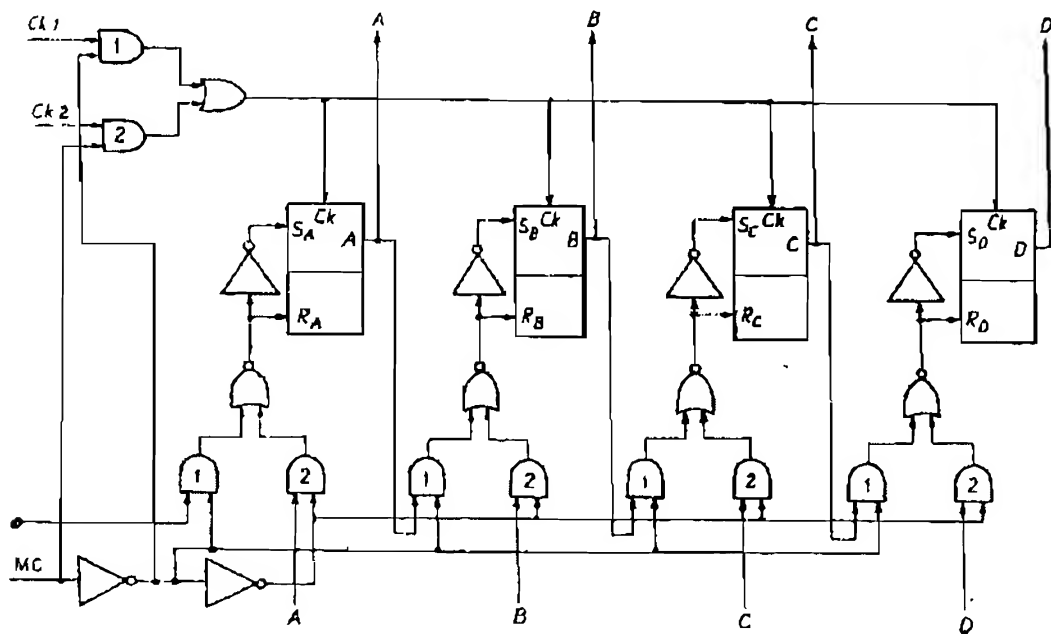 A B C D
Ck 1
1
Ck 2
2
S_A Ck A
S_B Ck B
S_C Ck C
S_D Ck D
R_A R_B R_C R_D
1 2 1 2 1 2 1 2
MC
A B C D